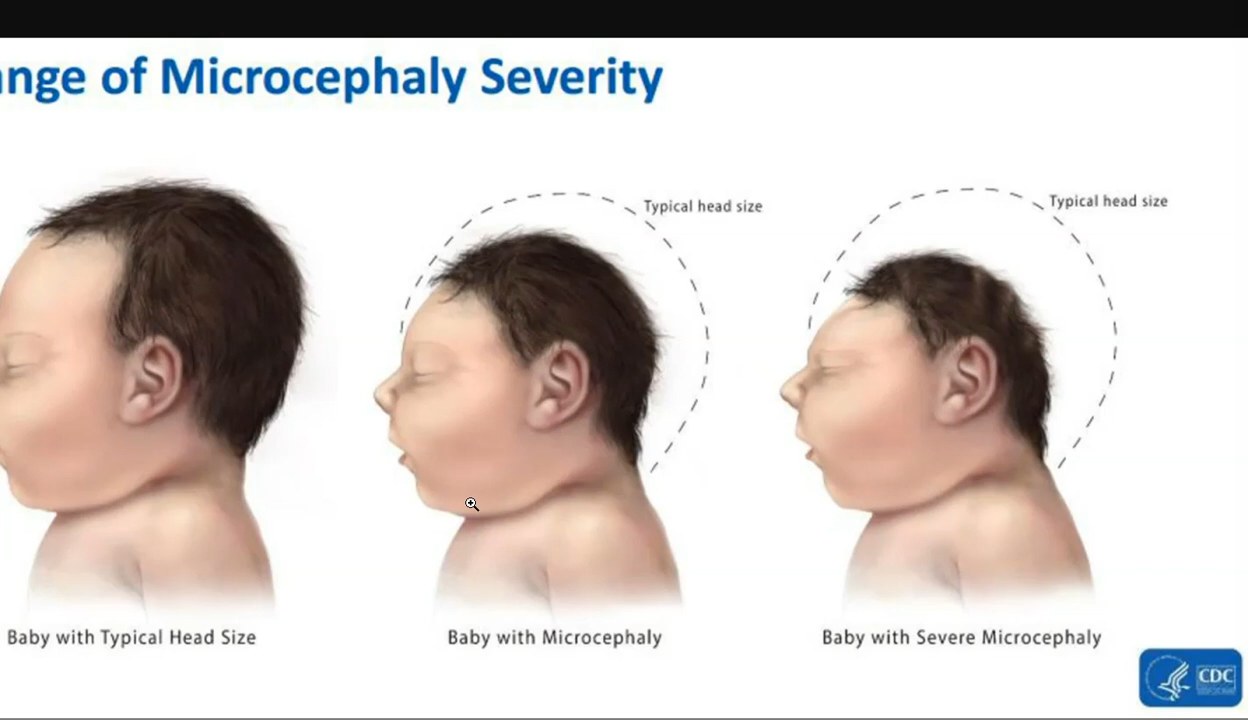 ange of Microcephaly Severity
Typical head size
Typical head size
Baby with Typical Head Size
Baby with Microcephaly
Baby with Severe Microcephaly
CDC